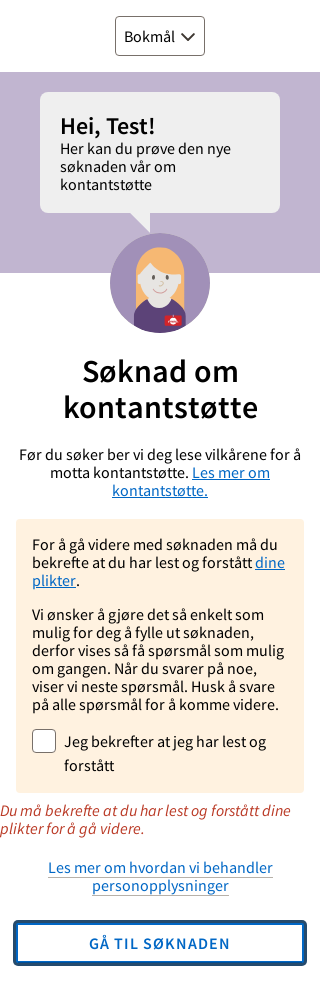 Bokmål
Hei, Test!
Her kan du prøve den nye
søknaden vår om
kontantstøtte
Søknad om
kontantstøtte
Før du søker ber vi deg lese vilkårene for å
motta kontantstøtte. Les mer om
kontantstøtte.
For å gå videre med søknaden må du
bekrefte at du har lest og forstått dine
plikter.
Vi ønsker å gjøre det så enkelt som
mulig for deg å fylle ut søknaden,
derfor vises så få spørsmål som mulig
om gangen. Når du svarer på noe,
viser vi neste spørsmål. Husk å svare
på alle spørsmål for å komme videre.
Jeg bekrefter at jeg har lest og
forstått
Du må bekrefte at du har lest og forstått dine
plikter for å gå videre.
Les mer om hvordan vi behandler
personopplysninger
GÅ TIL SØKNADEN